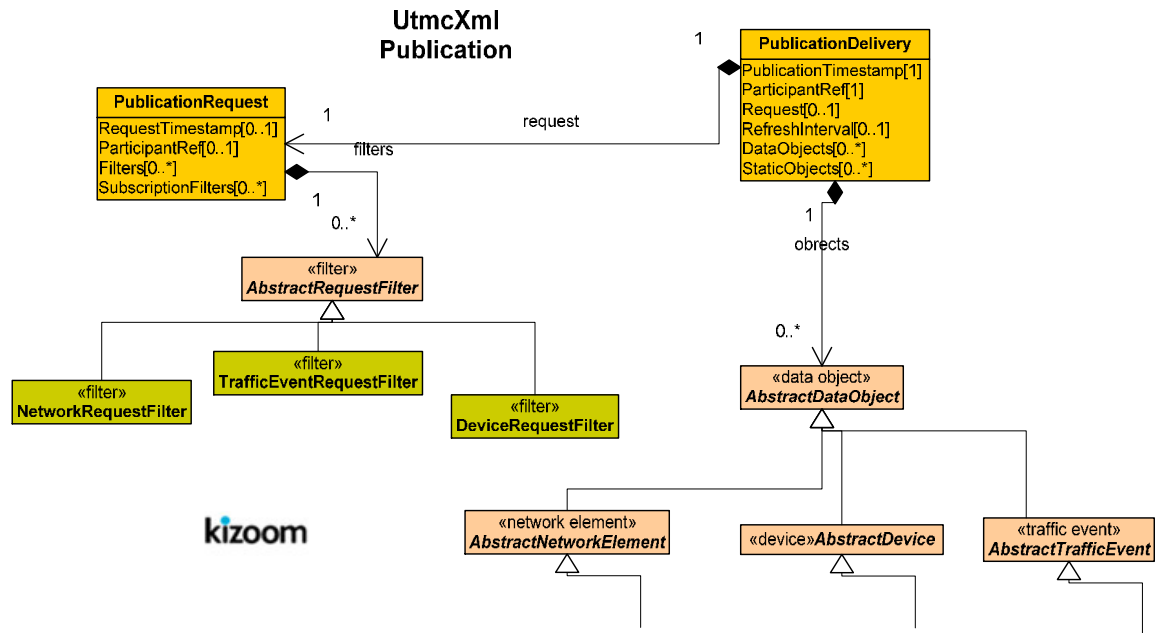 UtmcXml
Publication
PublicationDelivery
PublicationTimestamp[1]
ParticipantRef[1]
Request[0..1]
RefreshInterval[0..1]
DataObjects[0..*]
StaticObjects[0..*]
1
PublicationRequest
RequestTimestamp[0..1]
ParticipantRef[0..1]
Filters[0..*]
SubscriptionFilters[0..*]
1
request
filters
1
0..*
1
obrects
0..*
«filter»
AbstractRequestFilter
«filter»
NetworkRequestFilter
«filter»
TrafficEventRequestFilter
«filter»
DeviceRequestFilter
«data object»
AbstractDataObject
«network element»
AbstractNetworkElement
«device»AbstractDevice
«traffic event»
AbstractTrafficEvent
kizoom